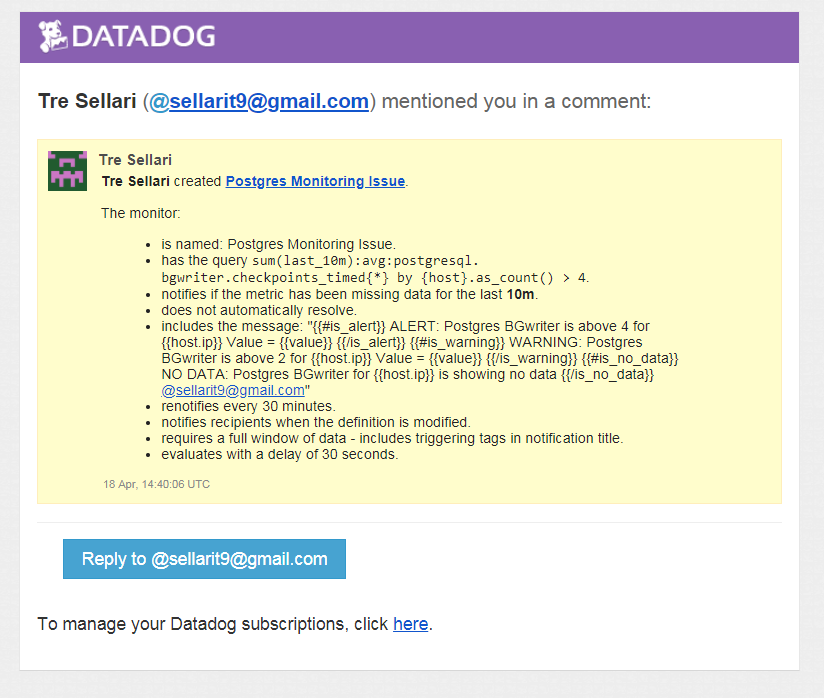 DATADOG
Tre Sellari (@sellarit9@gmail.com) mentioned you in a comment:
Tre Sellari
Tre Sellari created Postgres Monitoring Issue.
The monitor:
• is named: Postgres Monitoring Issue.
• has the query sum(last_10m):avg:postgresql.
bgwriter.checkpoints_timed{*} by {host}.as_count() > 4.
• notifies if the metric has been missing data for the last 10m.
• does not automatically resolve.
• includes the message: "{{#is_alert}} ALERT: Postgres BGwriter is above 4 for
{{host.ip}} Value = {{value}} {{/is_alert}} {{#is_warning}} WARNING: Postgres
BGwriter is above 2 for {{host.ip}} Value = {{value}} {{/is_warning}} {{#is_no_data}}
NO DATA: Postgres BGwriter for {{host.ip}} is showing no data {{/is_no_data}}
@sellarit9@gmail.com"
• renotifies every 30 minutes.
• notifies recipients when the definition is modified.
• requires a full window of data - includes triggering tags in notification title.
• evaluates with a delay of 30 seconds.
18 Apr, 14:40:06 UTC
Reply to @sellarit9@gmail.com
To manage your Datadog subscriptions, click here.